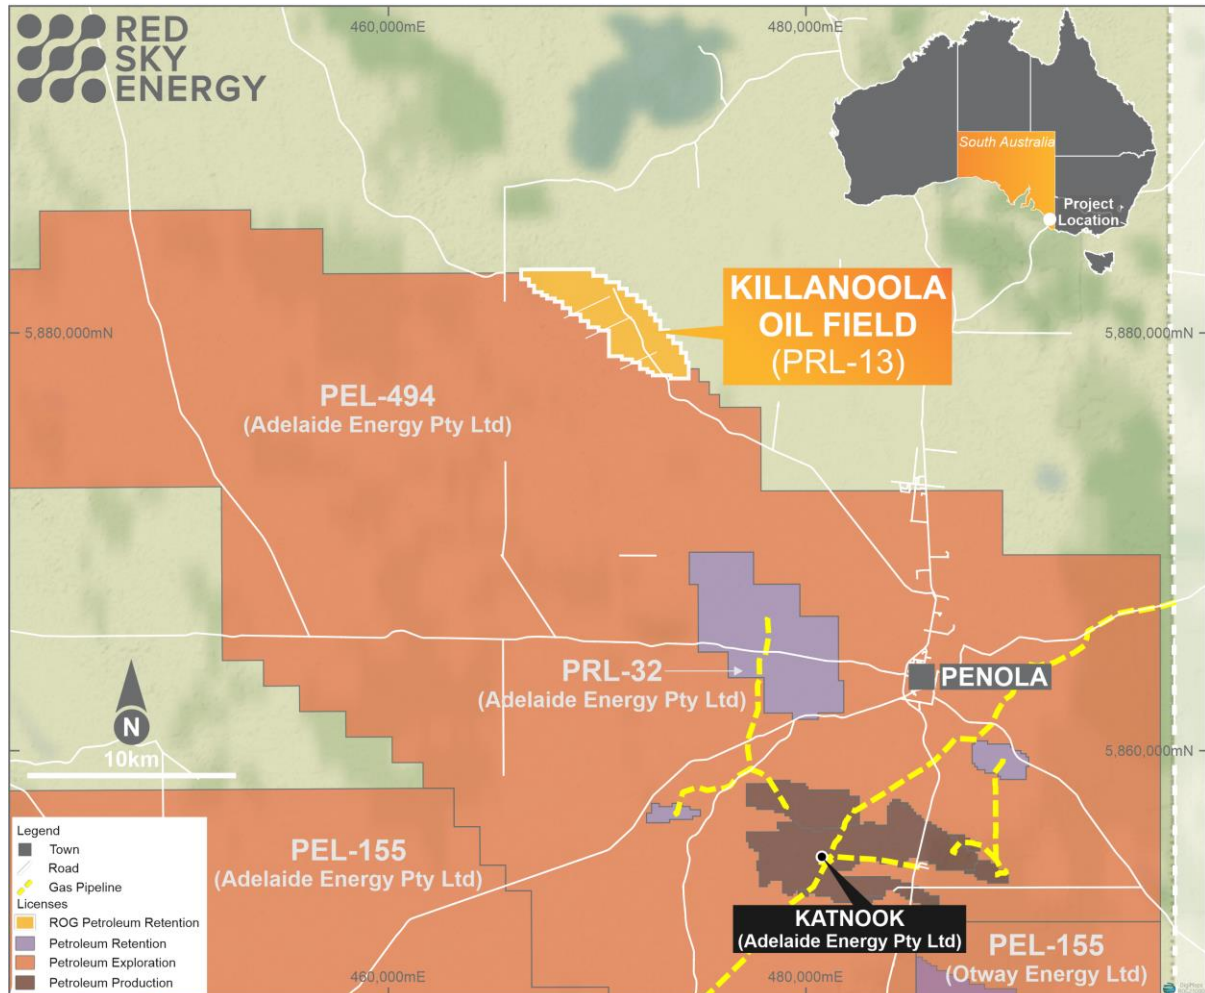 RED
SKY
ENERGY
460,000mE
480,000mE
South Australia
Project
Location
KILLANOOLA
OIL FIELD
(PRL-13)
5,880,000mN
5,880,000mN
PEL-494
(Adelaide Energy Pty Ltd)
PRL-32
(Adelaide Energy Pty Ltd)
PENOLA
N
10km
5,860,000mN
PEL-155
(Adelaide Energy Pty Ltd)
KATNOOK
(Adelaide Energy Pty Ltd)
PEL-155
(Otway Energy Ltd)
Legend
Town
Road
Gas Pipeline
Licenses
ROG Petroleum Retention
Petroleum Retention
Petroleum Exploration
Petroleum Production
460,000mE
480,000mE